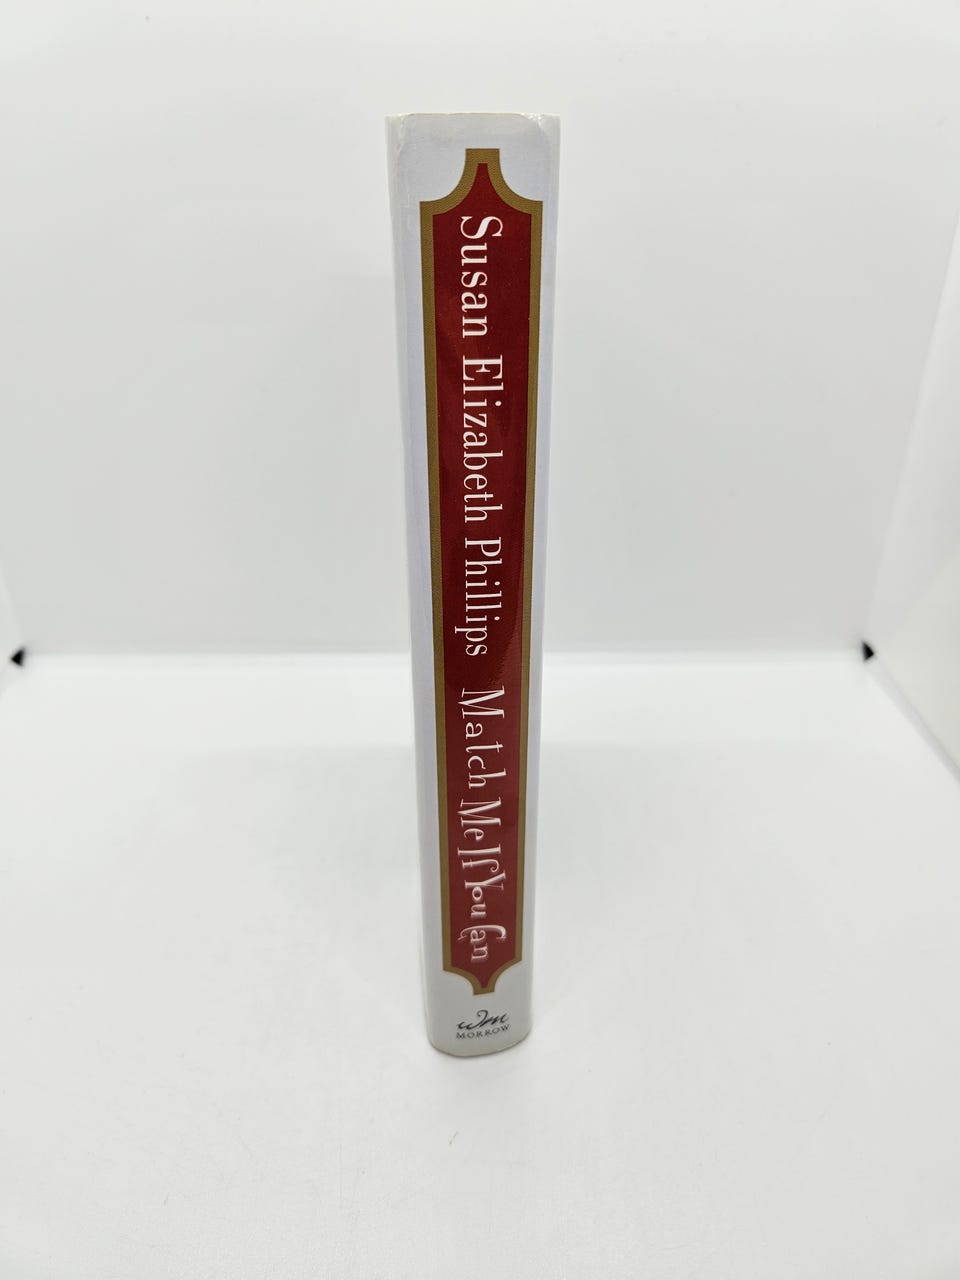 Susan Elizabeth Phillips Match Me If You Can
Wm
MORROW